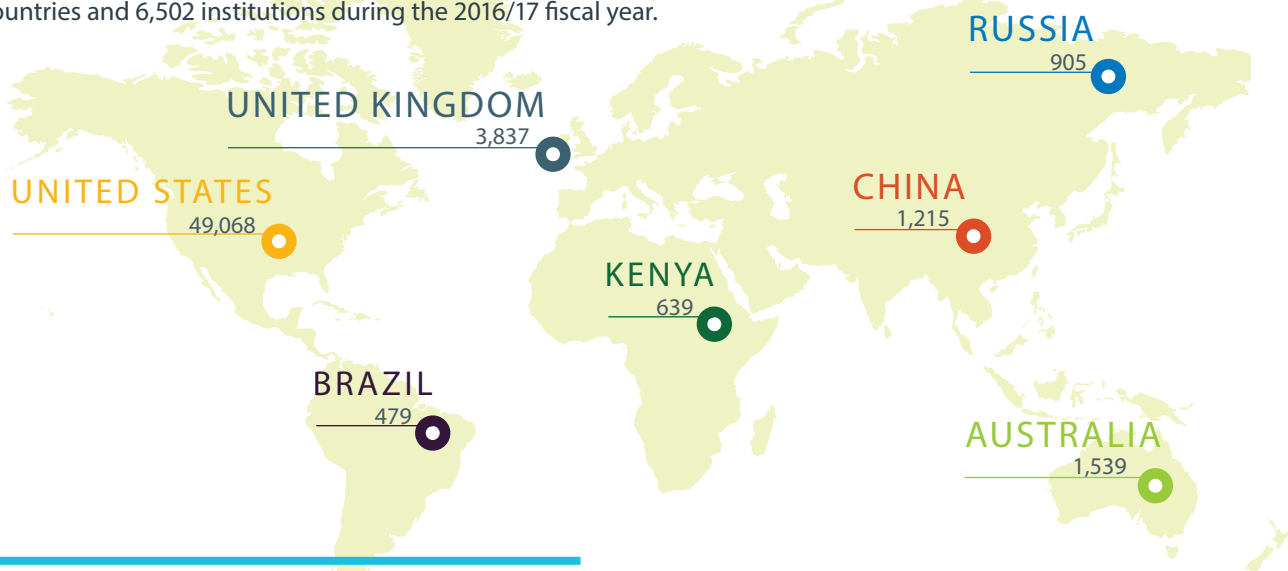 ountries and 6,502 institutions during the 2016/17 fiscal year.
RUSSIA
905
UNITED KINGDOM
3,837
UNITED STATES
49,068
CHINA
1,215
KENYA
639
BRAZIL
479
AUSTRALIA
1,539